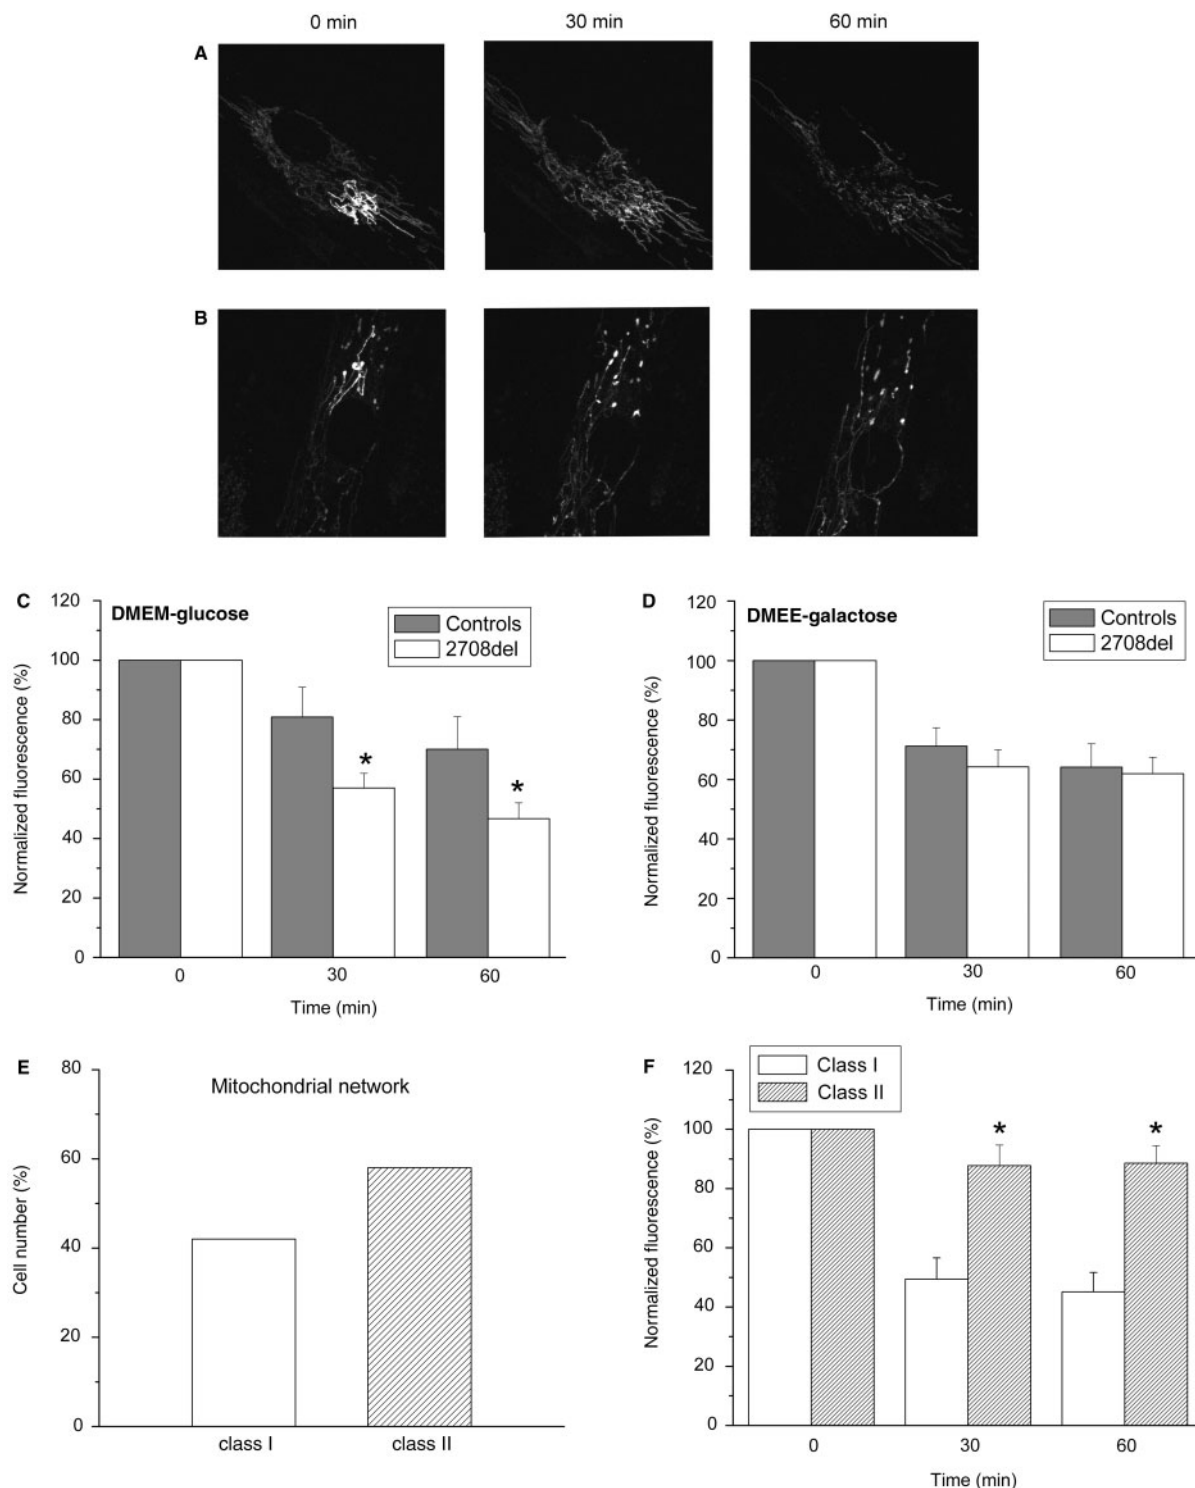 0 min 30 min 60 min
A
B
C
120
DMEM-glucose
Controls
2708del
100
80
60
40
20
0
*
*
Normalized fluorescence (%)
0 30 60
Time (min)
D
120
DMEE-galactose
Controls
2708del
100
80
60
40
20
0
Normalized fluorescence (%)
0 30 60
Time (min)
E
80
Mitochondrial network
60
40
20
0
Cell number (%)
class I class II
F
Class I
Class II
120
100
80
60
40
20
0
*
*
Normalized fluorescence (%)
0 30 60
Time (min)